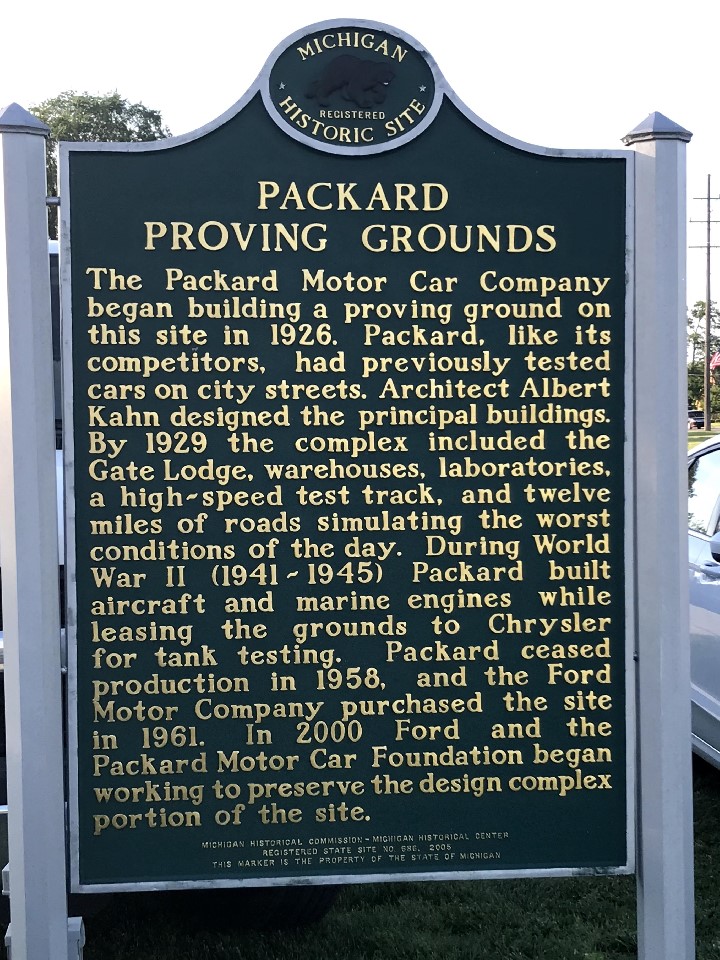 MICHIGAN
REGISTERED
HISTORIC SITE
PACKARD
PROVING GROUNDS
The Packard Motor Car Company
began building a proving ground on
this site in 1926. Packard, like its
competitors, had previously tested
cars on city streets. Architect Albert
Kahn designed the principal buildings.
By 1929 the complex included the
Gate Lodge, warehouses, laboratories,
a high-speed test track, and twelve
miles of roads simulating the worst
conditions of the day. During World
War II (1941-1945) Packard built
aircraft and marine engines while
leasing the grounds to Chrysler
for tank testing. Packard ceased
production in 1958, and the Ford
Motor Company purchased the site
in 1961. In 2000 Ford and the
Packard Motor Car Foundation began
working to preserve the design complex
portion of the site.
MICHIGAN HISTORICAL COMMISSION - MICHIGAN HISTORICAL CENTER
REGISTERED STATE SITE NO. 686, 2005
THIS MARKER IS THE PROPERTY OF THE STATE OF MICHIGAN